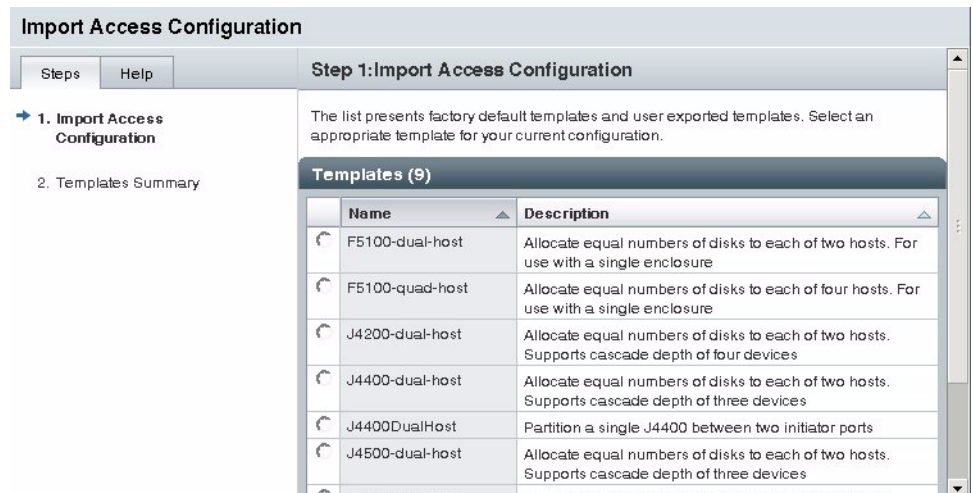 Import Access Configuration
Steps
Help
1. Import Access
Configuration
2. Templates Summary
Step 1:Import Access Configuration
The list presents factory default templates and user exported templates. Select an
appropriate template for your current configuration.
Templates (9)
Name
Description
F5100-dual-host
Allocate equal numbers of disks to each of two hosts. For
use with a single enclosure
F5100-quad-host
Allocate equal numbers of disks to each of four hosts. For
use with a single enclosure
J4200-dual-host
Allocate equal numbers of disks to each of two hosts.
Supports cascade depth of four devices
J4400-dual-host
Allocate equal numbers of disks to each of two hosts.
Supports cascade depth of three devices
J4400DualHost
Partition a single J4400 between two initiator ports
J4500-dual-host
Allocate equal numbers of disks to each of two hosts.
Supports cascade depth of three devices